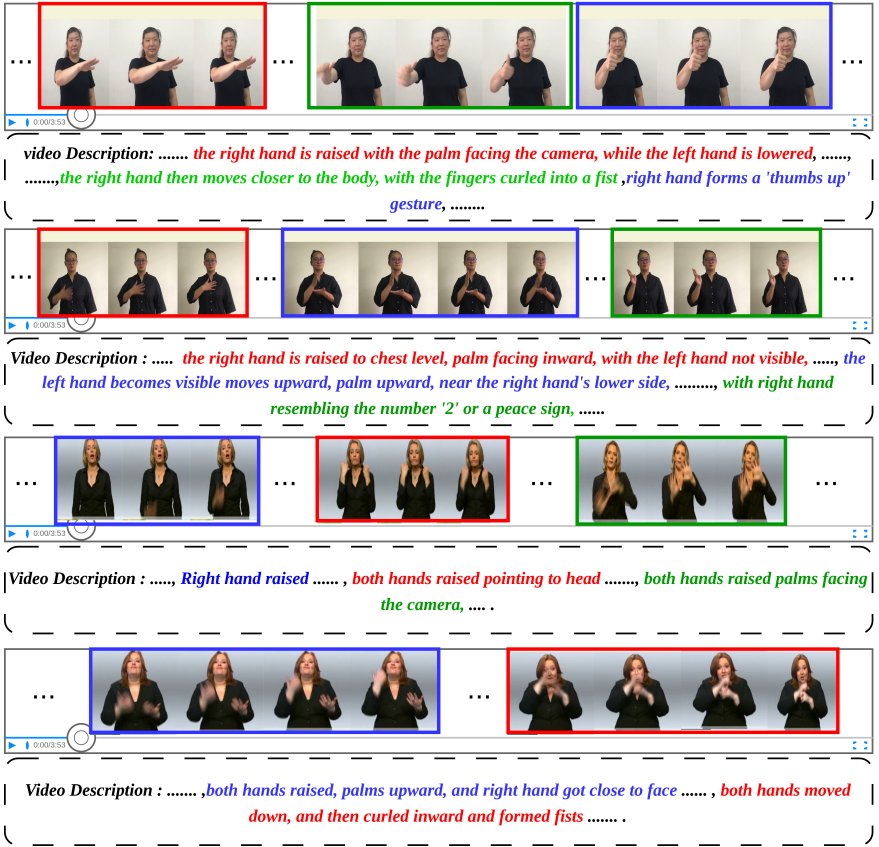 ...
...
...
0:00/3:53
video Description: ....... the right hand is raised with the palm facing the camera, while the left hand is lowered, ......,
.......,the right hand then moves closer to the body, with the fingers curled into a fist ,right hand forms a 'thumbs up'
gesture, ........
...
...
...
...
0:00/3:53
Video Description : ..... the right hand is raised to chest level, palm facing inward, with the left hand not visible, ....., the
left hand becomes visible moves upward, palm upward, near the right hand's lower side, ........., with right hand
resembling the number '2' or a peace sign, ......
...
...
...
...
0:00/3:53
Video Description : ....., Right hand raised ...... , both hands raised pointing to head ......., both hands raised palms facing
the camera, .... .
...
...
0:00/3:53
Video Description : ....... ,both hands raised, palms upward, and right hand got close to face ...... , both hands moved
down, and then curled inward and formed fists ....... .